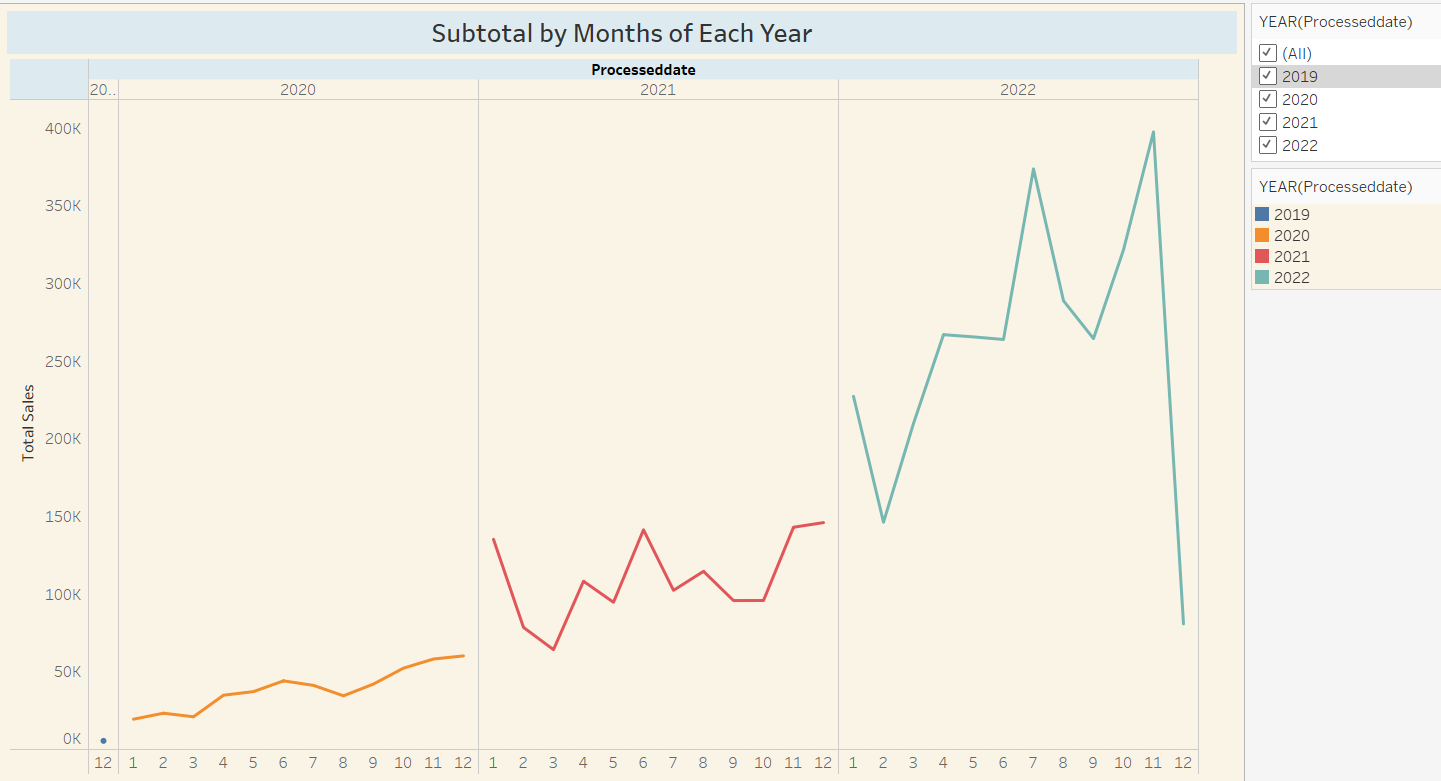 Subtotal by Months of Each Year
Processeddate
20.. 2020 2021 2022
400K
350K
300K
250K
200K
150K
100K
50K
0K
Total Sales
12 1 2 3 4 5 6 7 8 9 10 11 12 1 2 3 4 5 6 7 8 9 10 11 12 1 2 3 4 5 6 7 8 9 10 11 12
YEAR(Processeddate)
(All)
2019
2020
2021
2022
YEAR(Processeddate)
2019
2020
2021
2022